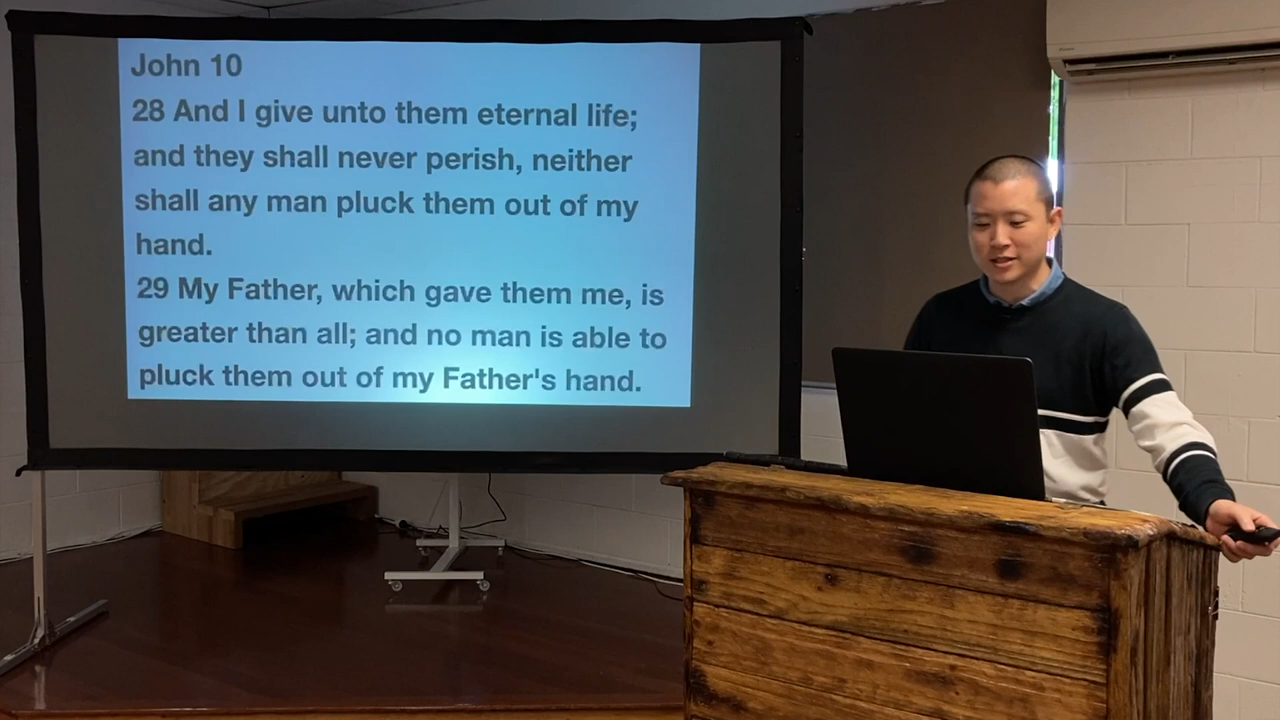 John 10
28 And I give unto them eternal life;
and they shall never perish, neither
shall any man pluck them out of my
hand.
29 My Father, which gave them me, is
greater than all; and no man is able to
pluck them out of my Father's hand.